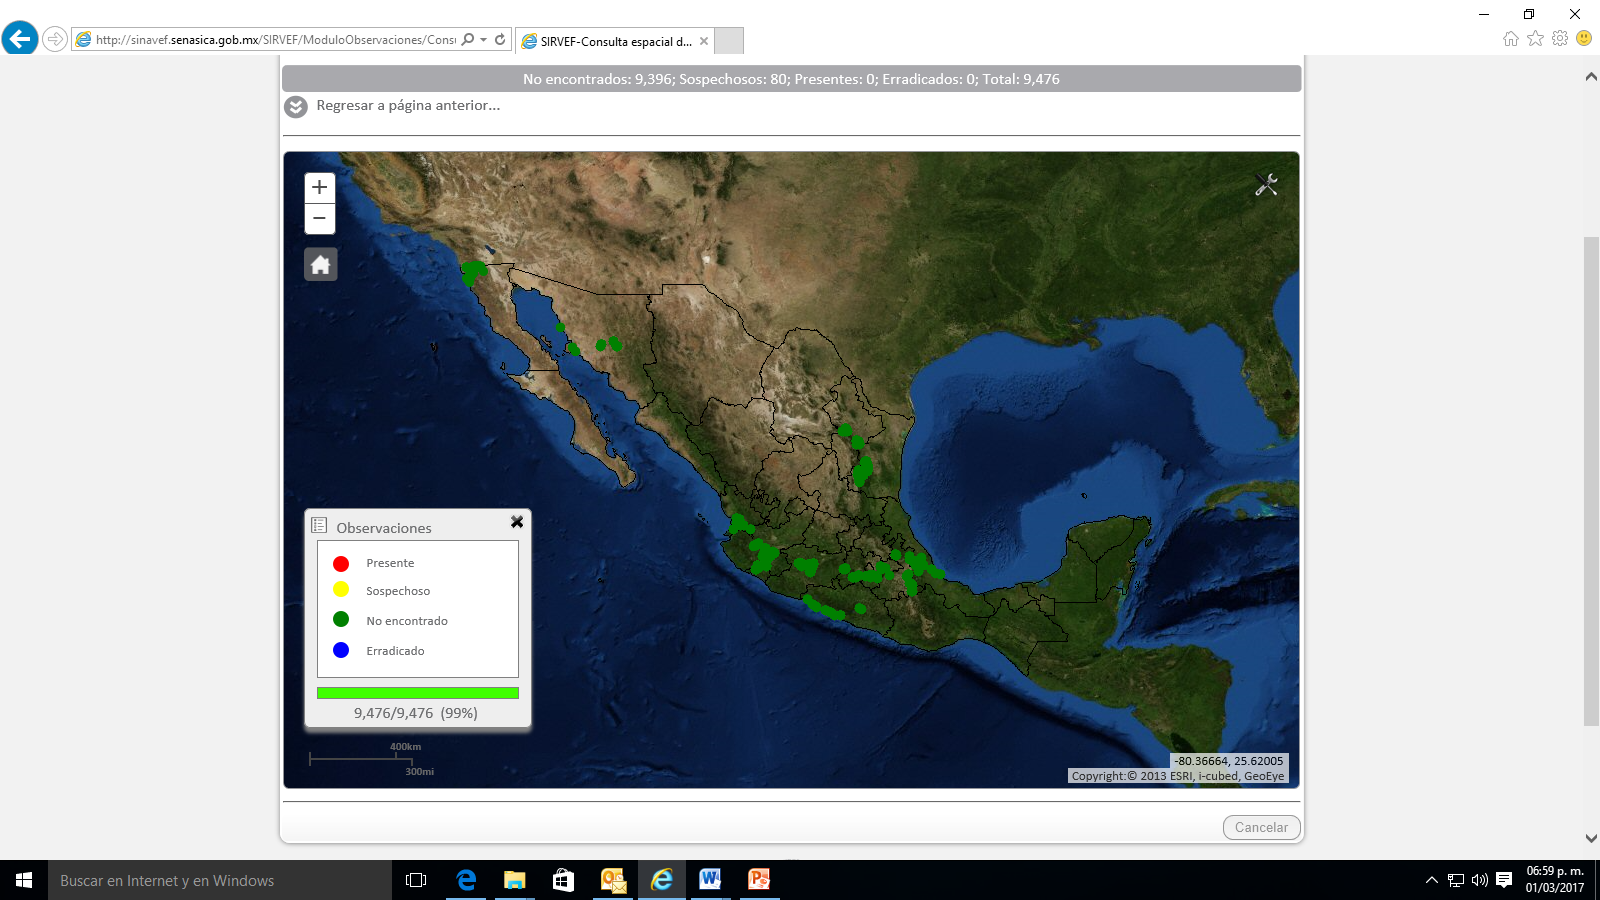 http://sinavef.senasica.gob.mx/SIRVEF/ModuloObservaciones/Consu
SIRVEF-Consulta espacial d...
No encontrados: 9,396; Sospechosos: 80; Presentes: 0; Erradicados: 0; Total: 9,476
Regresar a página anterior...
+
−
Observaciones
Presente
Sospechoso
No encontrado
Erradicado
9,476/9,476 (99%)
400km
300mi
-80.36664, 25.62005
Copyright:© 2013 ESRI, i-cubed, GeoEye
Cancelar
Buscar en Internet y en Windows
06:59 p. m.
01/03/2017